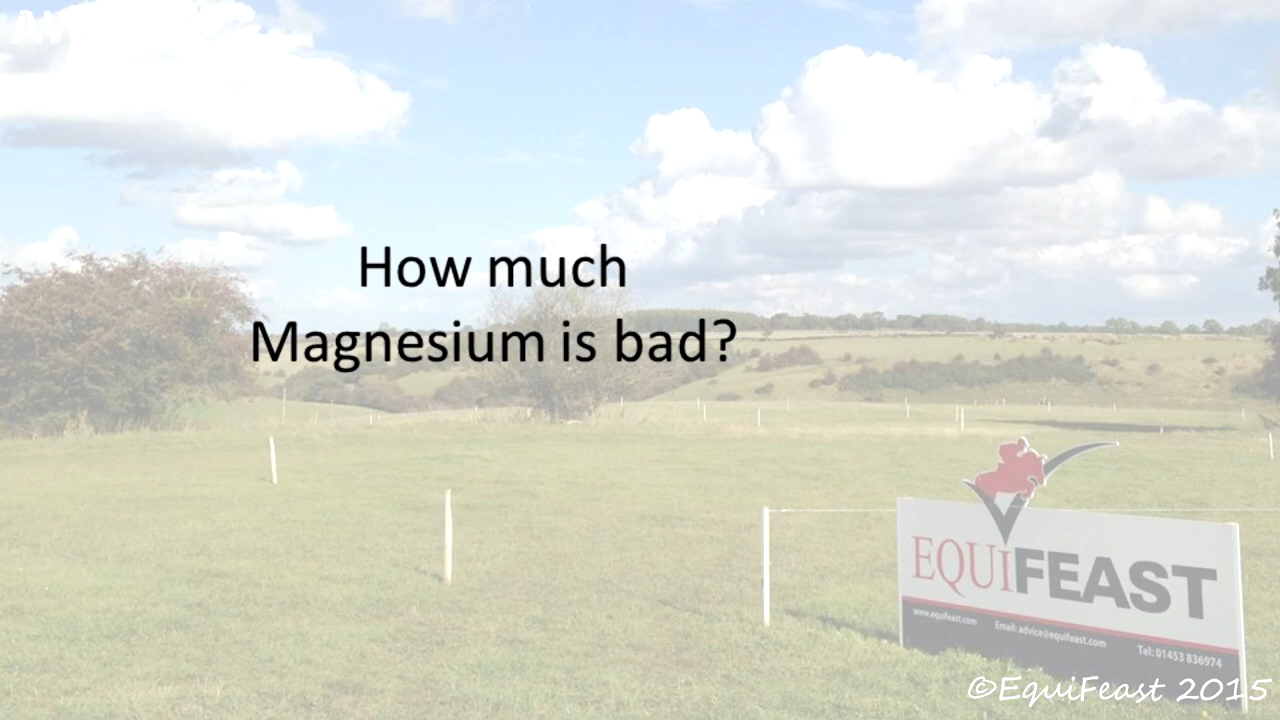 How much
Magnesium is bad?
EQUIFEAST
www.equifeast.com Email: advice@equifeast.com Tel: 01453 836974
©EquiFeast 2015